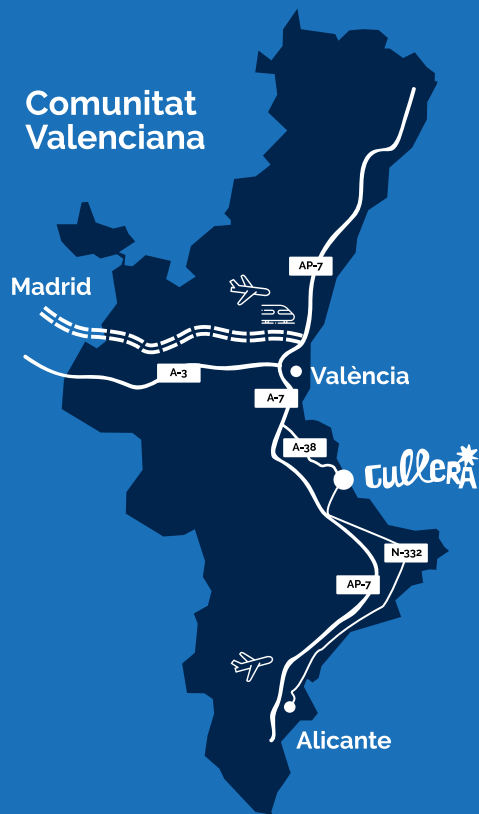 Comunitat
Valenciana
AP-7
Madrid
A-3
València
A-7
A-38
cullera
N-332
AP-7
Alicante